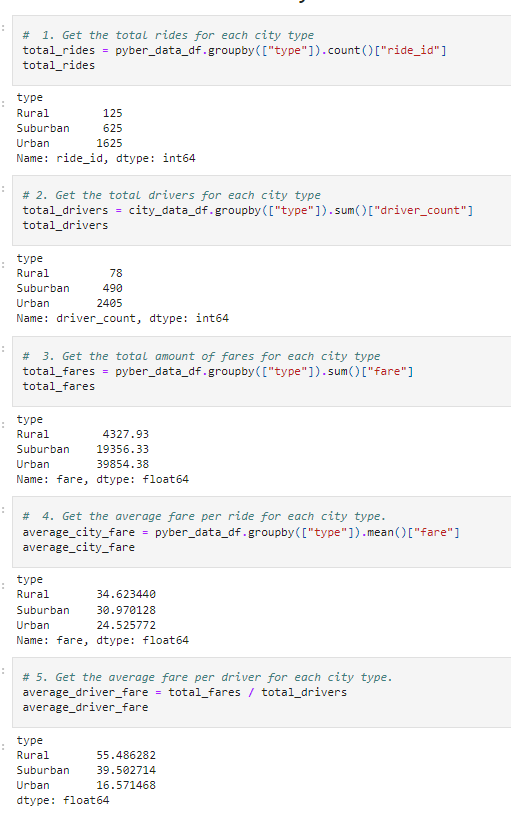 #  1. Get the total rides for each city type
total_rides = pyber_data_df.groupby(["type"]).count()["ride_id"]
total_rides
type
Rural        125
Suburban     625
Urban       1625
Name: ride_id, dtype: int64
# 2. Get the total drivers for each city type
total_drivers = city_data_df.groupby(["type"]).sum()["driver_count"]
total_drivers
type
Rural         78
Suburban     490
Urban       2405
Name: driver_count, dtype: int64
#  3. Get the total amount of fares for each city type
total_fares = pyber_data_df.groupby(["type"]).sum()["fare"]
total_fares
type
Rural        4327.93
Suburban    19356.33
Urban       39854.38
Name: fare, dtype: float64
#  4. Get the average fare per ride for each city type.
average_city_fare = pyber_data_df.groupby(["type"]).mean()["fare"]
average_city_fare
type
Rural       34.623440
Suburban    30.970128
Urban       24.525772
Name: fare, dtype: float64
# 5. Get the average fare per driver for each city type.
average_driver_fare = total_fares / total_drivers
average_driver_fare
type
Rural       55.486282
Suburban    39.502714
Urban       16.571468
dtype: float64